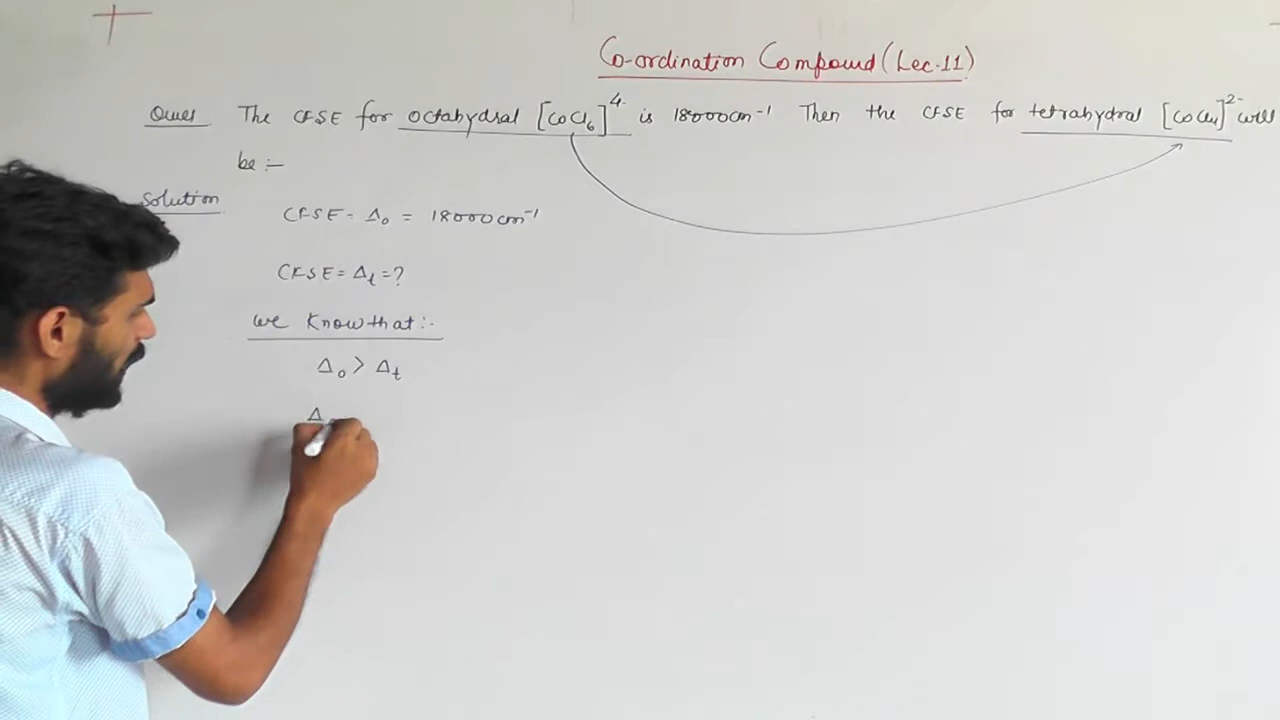 Co-ordination Compound (Lec-11)
Ques The CFSE for octahydral [CoCl6]4- is 18000cm-1 Then the CFSE for tetrahydral [CoCl4]2- will
be :-
Solution
CFSE = Δo = 18000cm-1
CFSE = Δt = ?
We Know that :-
Δo > Δt
Δ